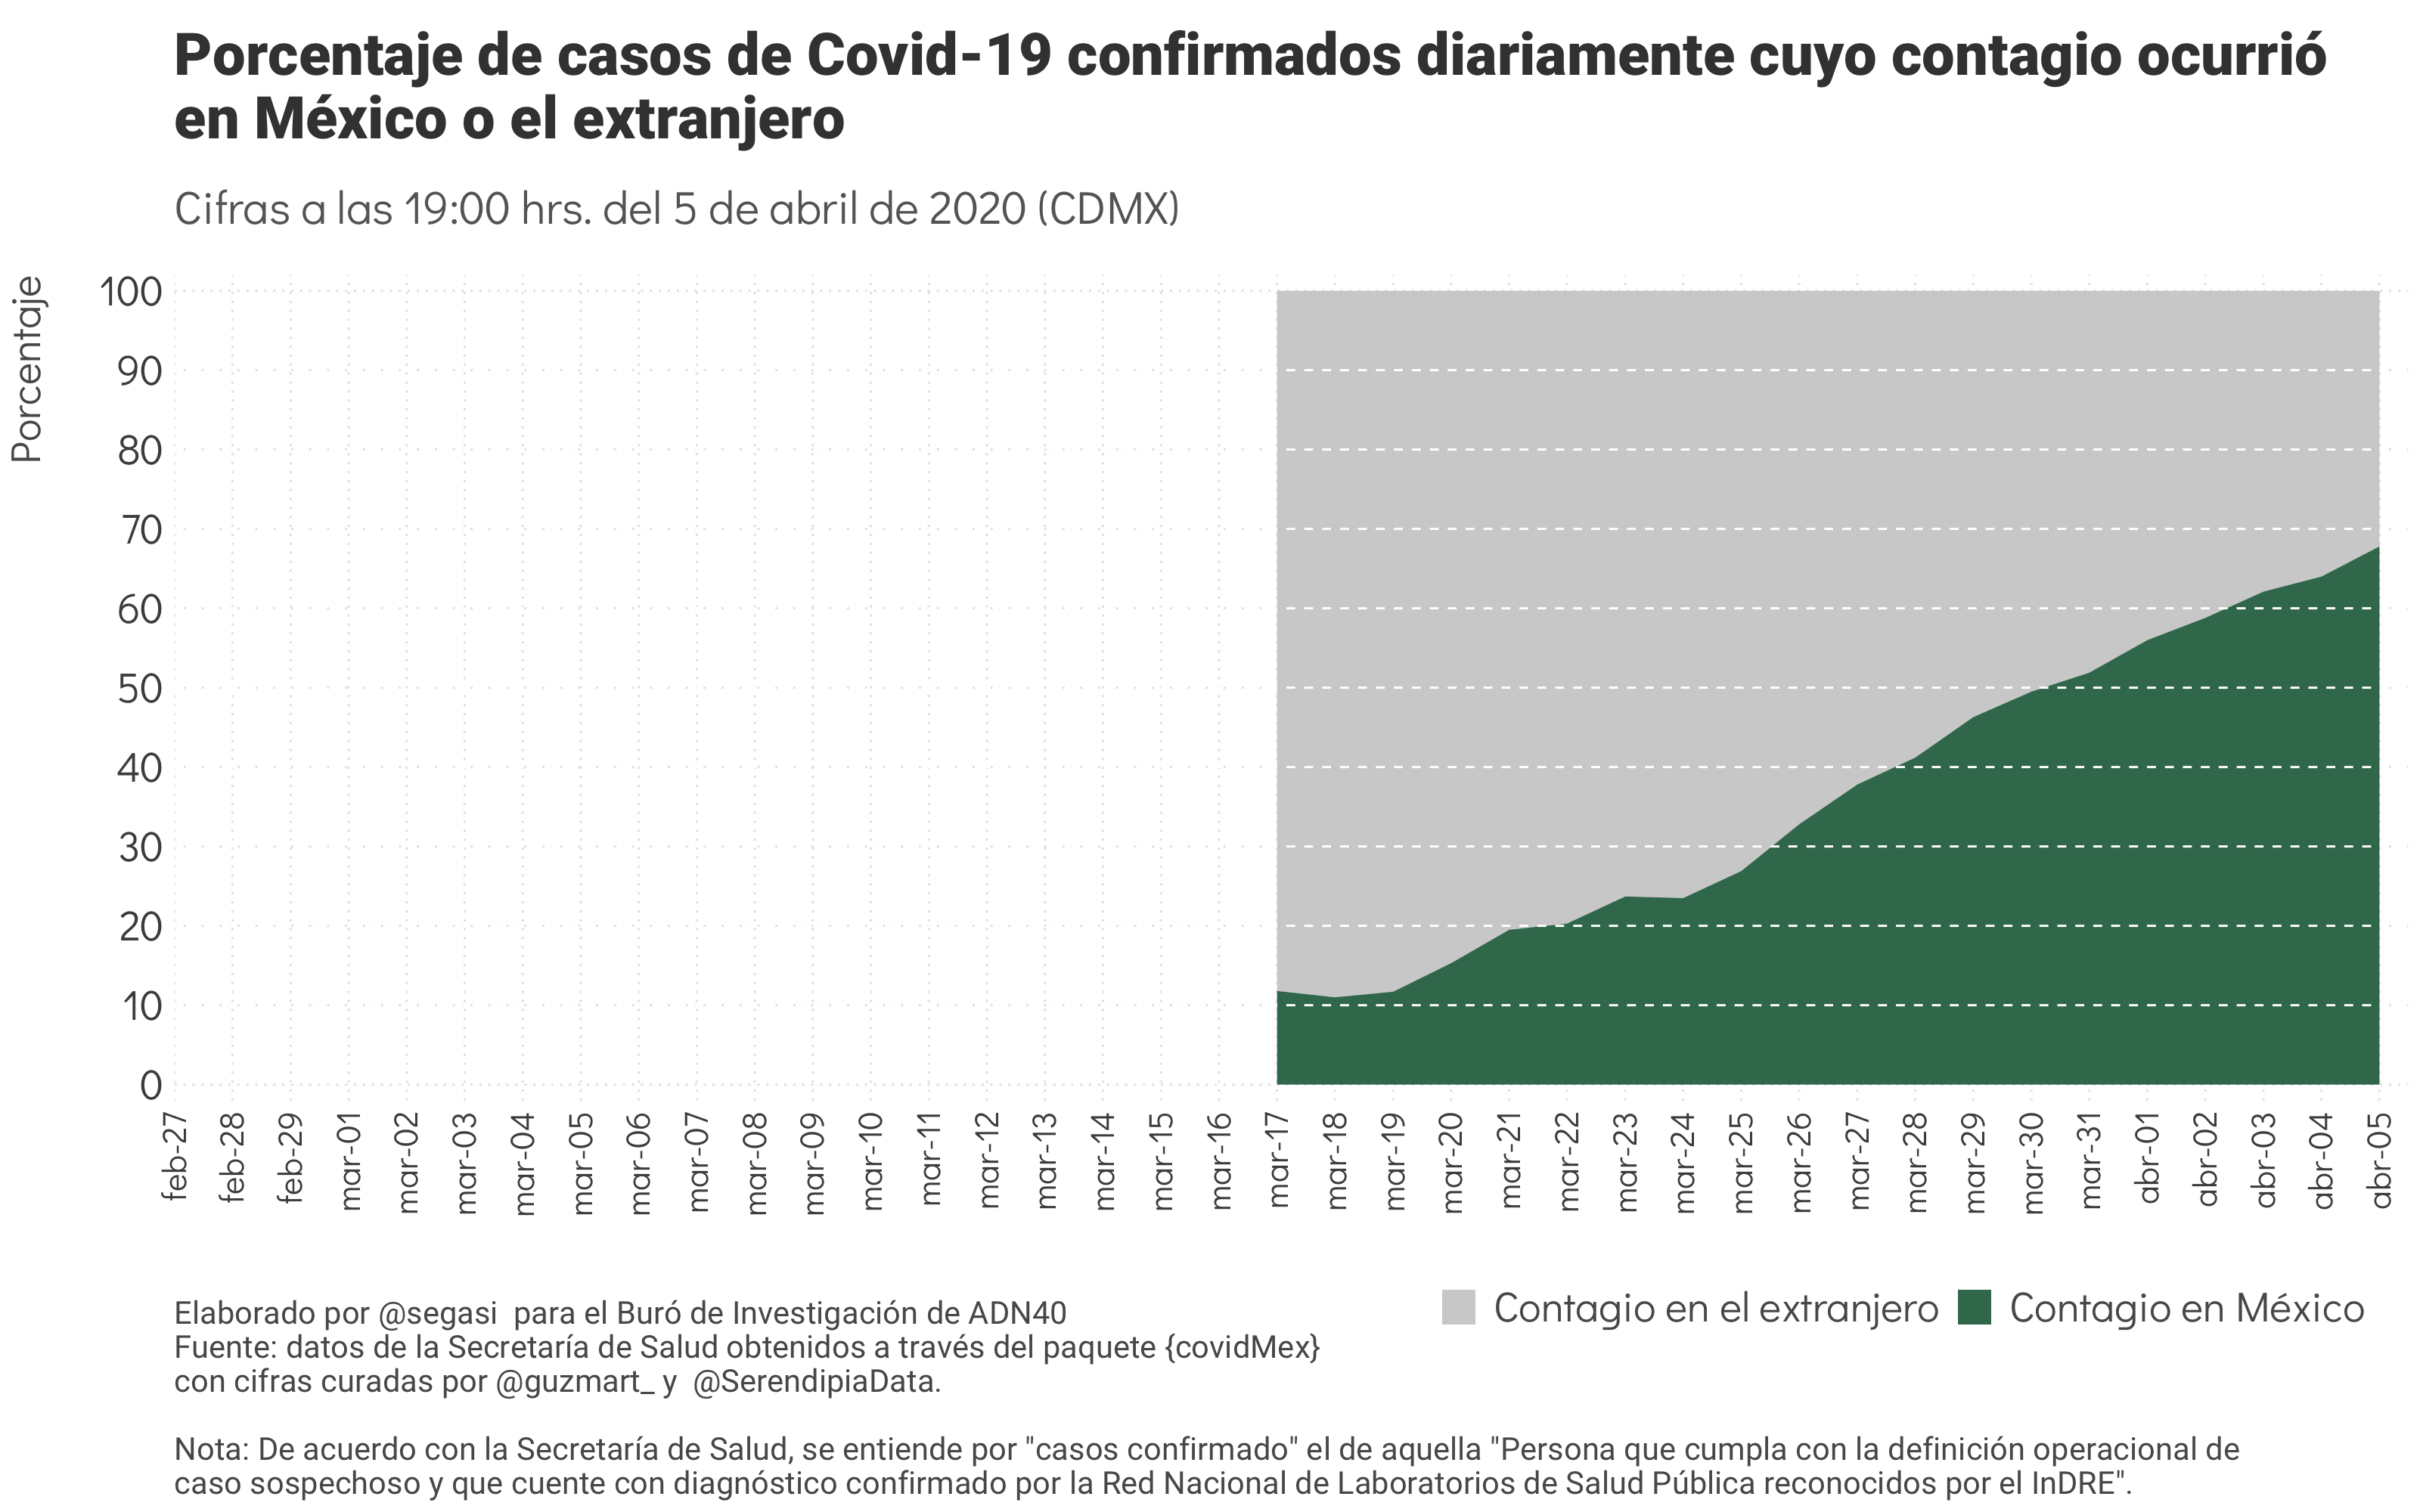 Porcentaje de casos de Covid-19 confirmados diariamente cuyo contagio ocurrió
en México o el extranjero
Cifras a las 19:00 hrs. del 5 de abril de 2020 (CDMX)
Porcentaje
100
90
80
70
60
50
40
30
20
10
0
feb-27
feb-28
feb-29
mar-01
mar-02
mar-03
mar-04
mar-05
mar-06
mar-07
mar-08
mar-09
mar-10
mar-11
mar-12
mar-13
mar-14
mar-15
mar-16
mar-17
mar-18
mar-19
mar-20
mar-21
mar-22
mar-23
mar-24
mar-25
mar-26
mar-27
mar-28
mar-29
mar-30
mar-31
abr-01
abr-02
abr-03
abr-04
abr-05
Contagio en el extranjero
Contagio en México
Elaborado por @segasi  para el Buró de Investigación de ADN40
Fuente: datos de la Secretaría de Salud obtenidos a través del paquete {covidMex}
con cifras curadas por @guzmart_ y  @SerendipiaData.
Nota: De acuerdo con la Secretaría de Salud, se entiende por "casos confirmado" el de aquella "Persona que cumpla con la definición operacional de
caso sospechoso y que cuente con diagnóstico confirmado por la Red Nacional de Laboratorios de Salud Pública reconocidos por el InDRE".